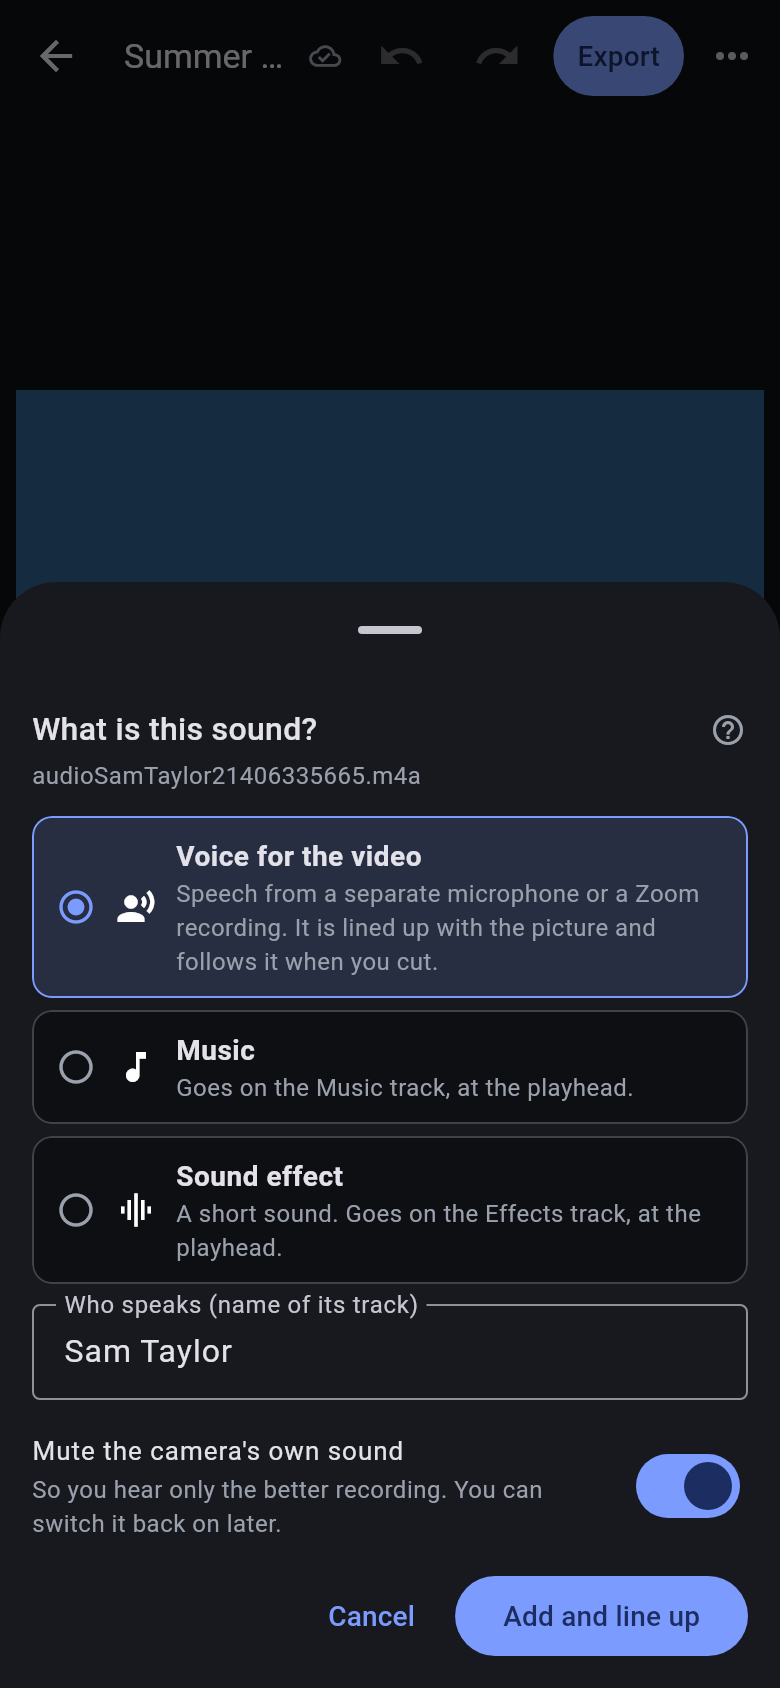 Summer ...
Export
What is this sound?
audioSamTaylor21406335665.m4a
Voice for the video
Speech from a separate microphone or a Zoom
recording. It is lined up with the picture and
follows it when you cut.
Music
Goes on the Music track, at the playhead.
Sound effect
A short sound. Goes on the Effects track, at the
playhead.
Who speaks (name of its track)
Sam Taylor
Mute the camera's own sound
So you hear only the better recording. You can
switch it back on later.
Cancel
Add and line up